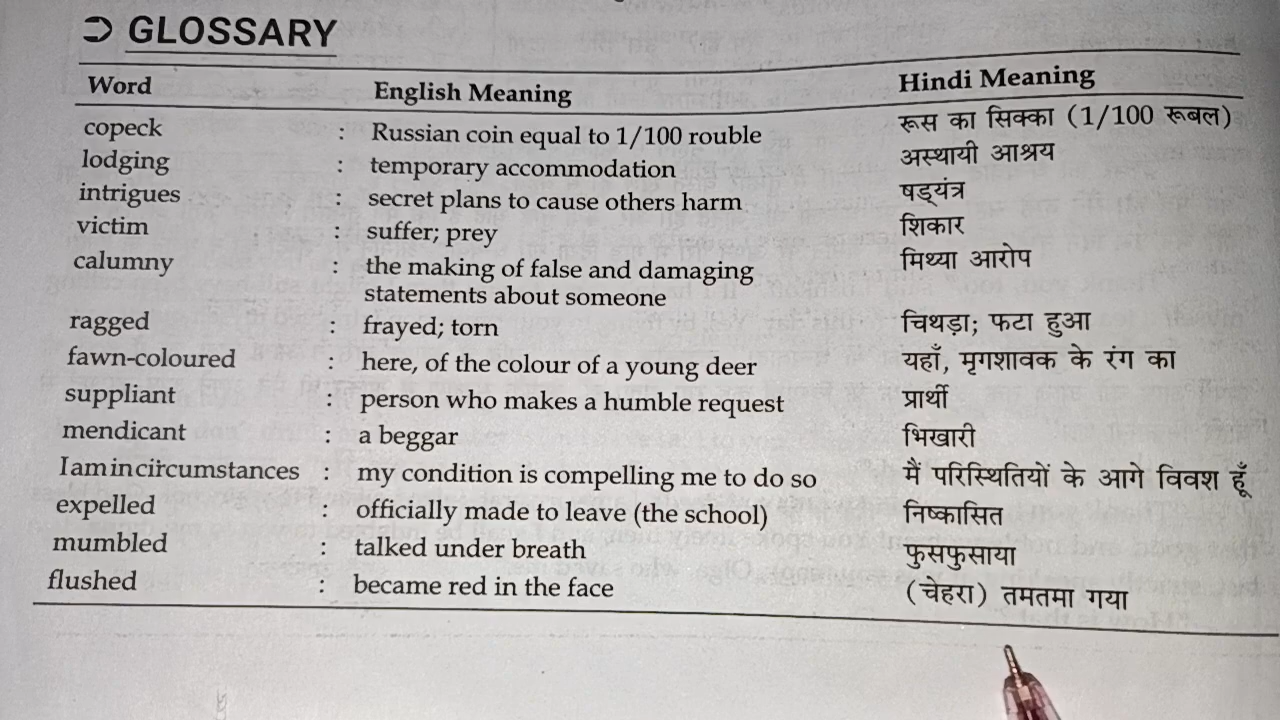 ⊃ GLOSSARY
Word English Meaning Hindi Meaning
copeck : Russian coin equal to 1/100 rouble रूस का सिक्का (1/100 रूबल)
lodging : temporary accommodation अस्थायी आश्रय
intrigues : secret plans to cause others harm षड्यंत्र
victim : suffer; prey शिकार
calumny : the making of false and damaging मिथ्या आरोप
statements about someone
ragged : frayed; torn चिथड़ा; फटा हुआ
fawn-coloured : here, of the colour of a young deer यहाँ, मृगशावक के रंग का
suppliant : person who makes a humble request प्रार्थी
mendicant : a beggar भिखारी
I am in circumstances : my condition is compelling me to do so मैं परिस्थितियों के आगे विवश हूँ
expelled : officially made to leave (the school) निष्कासित
mumbled : talked under breath फुसफुसाया
flushed : became red in the face (चेहरा) तमतमा गया